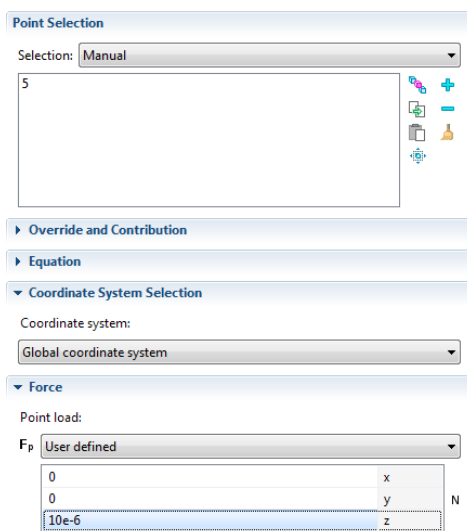 Point Selection
Selection: Manual
5
Override and Contribution
Equation
Coordinate System Selection
Coordinate system:
Global coordinate system
Force
Point load:
Fp User defined
0 x
0 y N
10e-6 z